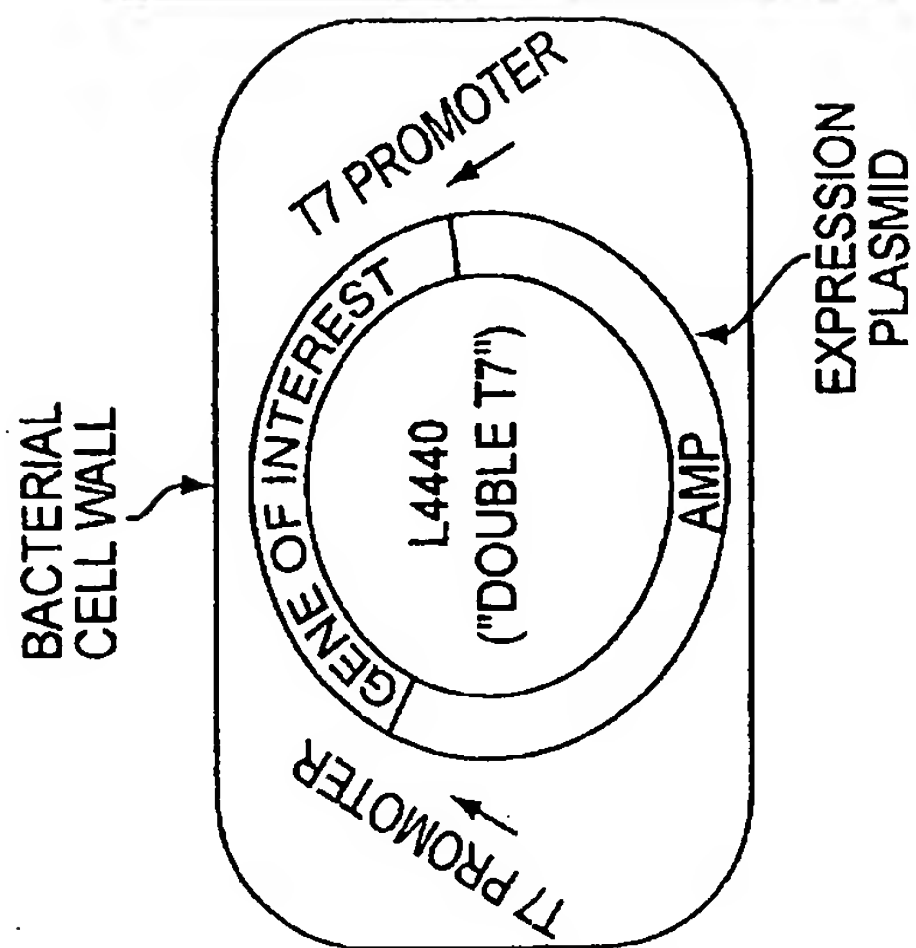 BACTERIAL
CELL WALL
T7 PROMOTER
GENE OF INTEREST
T7 PROMOTER
L4440
("DOUBLE T7")
AMP
EXPRESSION
PLASMID